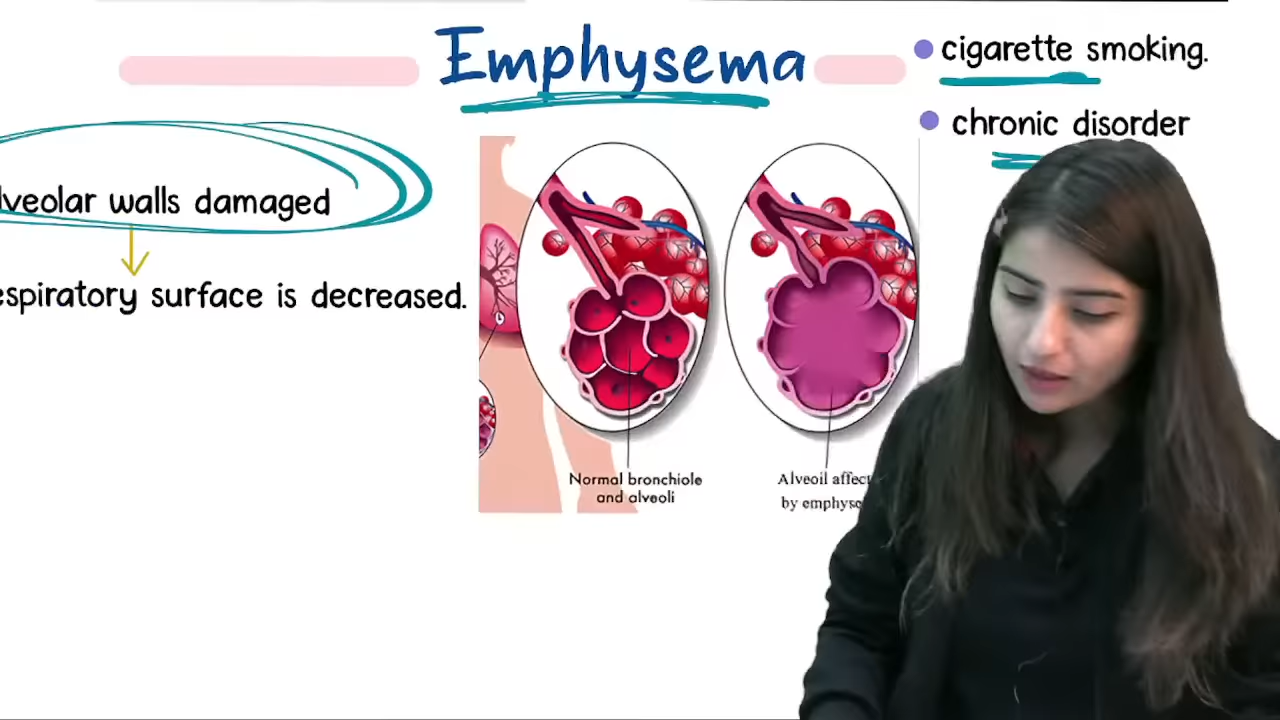 Emphysema
cigarette smoking.
chronic disorder
lveolar walls damaged
espiratory surface is decreased.
Normal bronchiole
and alveoli
Alveoil affect
by emphyse